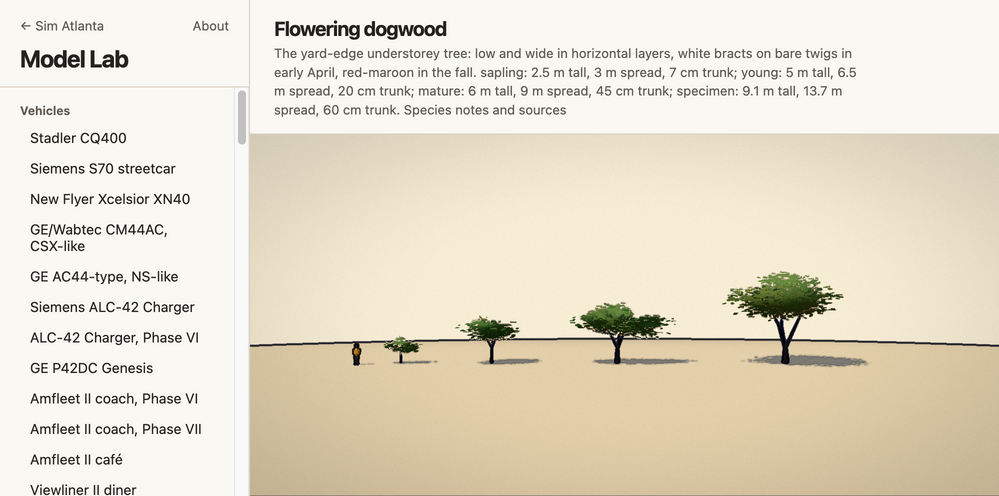 ← Sim Atlanta
About
Model Lab
Vehicles
Stadler CQ400
Siemens S70 streetcar
New Flyer Xcelsior XN40
GE/Wabtec CM44AC,
CSX-like
GE AC44-type, NS-like
Siemens ALC-42 Charger
ALC-42 Charger, Phase VI
GE P42DC Genesis
Amfleet II coach, Phase VI
Amfleet II coach, Phase VII
Amfleet II café
Viewliner II diner
Flowering dogwood
The yard-edge understorey tree: low and wide in horizontal layers, white bracts on bare twigs in
early April, red-maroon in the fall. sapling: 2.5 m tall, 3 m spread, 7 cm trunk; young: 5 m tall, 6.5
m spread, 20 cm trunk; mature: 6 m tall, 9 m spread, 45 cm trunk; specimen: 9.1 m tall, 13.7 m
spread, 60 cm trunk. Species notes and sources